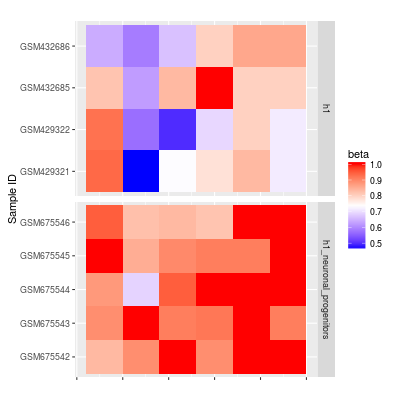 Sample ID
GSM432686
GSM432685
GSM429322
GSM429321
h1
GSM675546
GSM675545
GSM675544
GSM675543
GSM675542
h1_neuronal_progenitors
beta
1.0
0.9
0.8
0.7
0.6
0.5